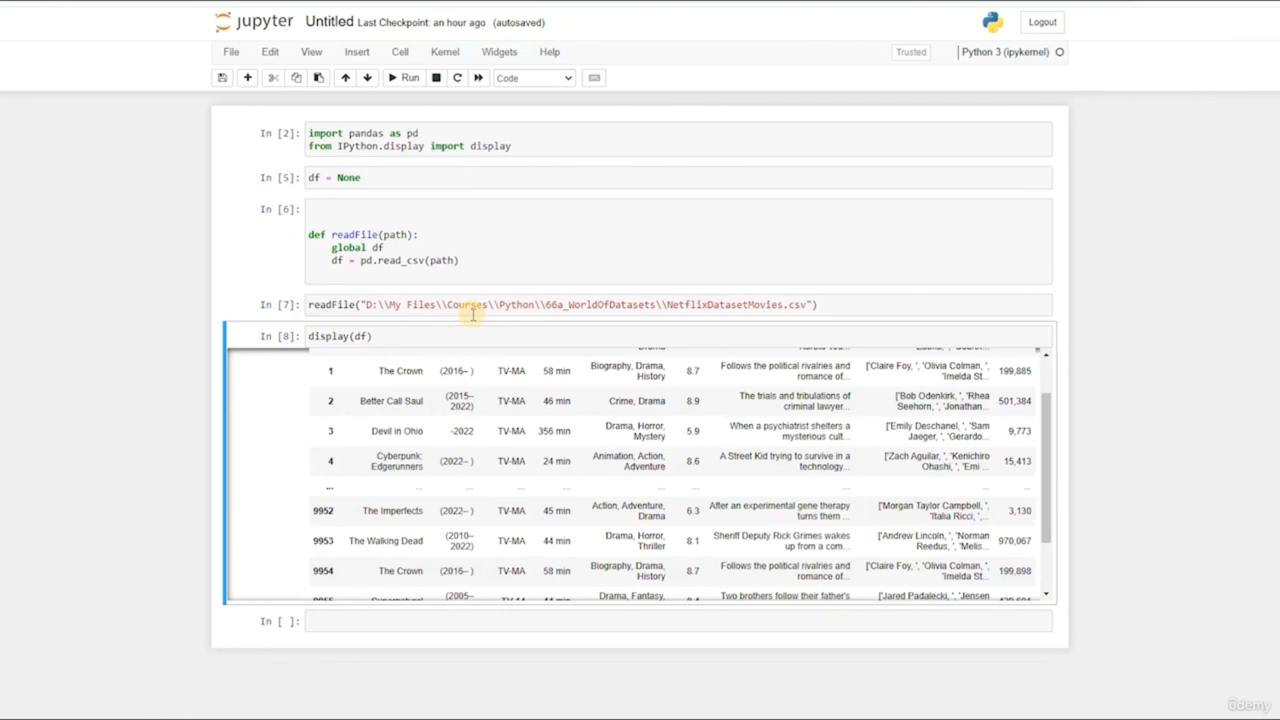 jupyter Untitled Last Checkpoint: an hour ago (autosaved) Logout
File Edit View Insert Cell Kernel Widgets Help Trusted Python 3 (ipykernel)
Run Code
In [2]: import pandas as pd
from IPython.display import display
In [5]: df = None
In [6]:
def readFile(path):
global df
df = pd.read_csv(path)
In [7]: readFile("D:\\My Files\\Courses\\Python\\66a_WorldOfDatasets\\NetflixDatasetMovies.csv")
In [8]: display(df)
1 The Crown (2016– ) TV-MA 58 min Biography, Drama, History 8.7 Follows the political rivalries and romance of... ['Claire Foy, ', 'Olivia Colman, ', 'Imelda St... 199,885
2 Better Call Saul (2015–2022) TV-MA 46 min Crime, Drama 8.9 The trials and tribulations of criminal lawyer... ['Bob Odenkirk, ', 'Rhea Seehorn, ', 'Jonathan... 501,384
3 Devil in Ohio -2022 TV-MA 356 min Drama, Horror, Mystery 5.9 When a psychiatrist shelters a mysterious cult... ['Emily Deschanel, ', 'Sam Jaeger, ', 'Gerardo... 9,773
4 Cyberpunk: Edgerunners (2022– ) TV-MA 24 min Animation, Action, Adventure 8.6 A Street Kid trying to survive in a technology... ['Zach Aguilar, ', 'Kenichiro Ohashi, ', 'Emi ... 15,413
... ... ... ... ... ... ... ... ... ...
9952 The Imperfects (2022– ) TV-MA 45 min Action, Adventure, Drama 6.3 After an experimental gene therapy turns them ... ['Morgan Taylor Campbell, ', 'Italia Ricci, ',... 3,130
9953 The Walking Dead (2010–2022) TV-MA 44 min Drama, Horror, Thriller 8.1 Sheriff Deputy Rick Grimes wakes up from a com... ['Andrew Lincoln, ', 'Norman Reedus, ', 'Melis... 970,067
9954 The Crown (2016– ) TV-MA 58 min Biography, Drama, History 8.7 Follows the political rivalries and romance of... ['Claire Foy, ', 'Olivia Colman, ', 'Imelda St... 199,898
(2005– Drama, Fantasy, Two brothers follow their father's ['Jared Padalecki, ', 'Jensen
In [ ]:
ûdemy